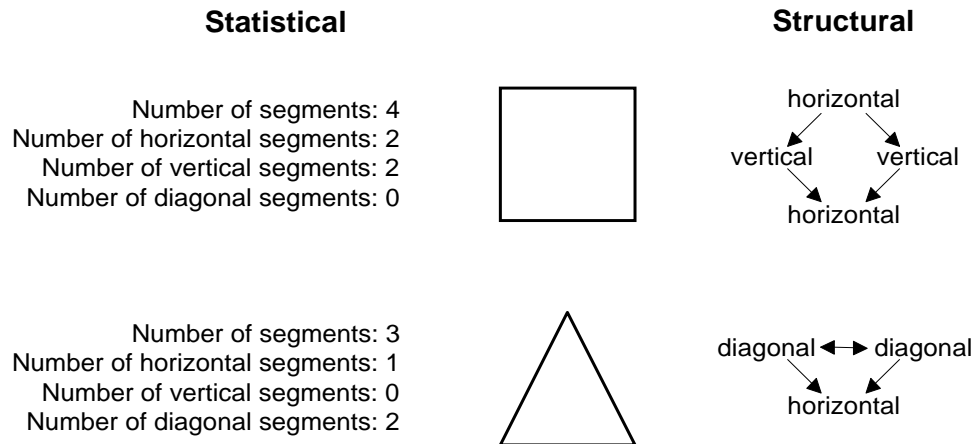 Statistical
Structural
Number of segments: 4
Number of horizontal segments: 2
Number of vertical segments: 2
Number of diagonal segments: 0
horizontal
vertical vertical
horizontal
Number of segments: 3
Number of horizontal segments: 1
Number of vertical segments: 0
Number of diagonal segments: 2
diagonal diagonal
horizontal